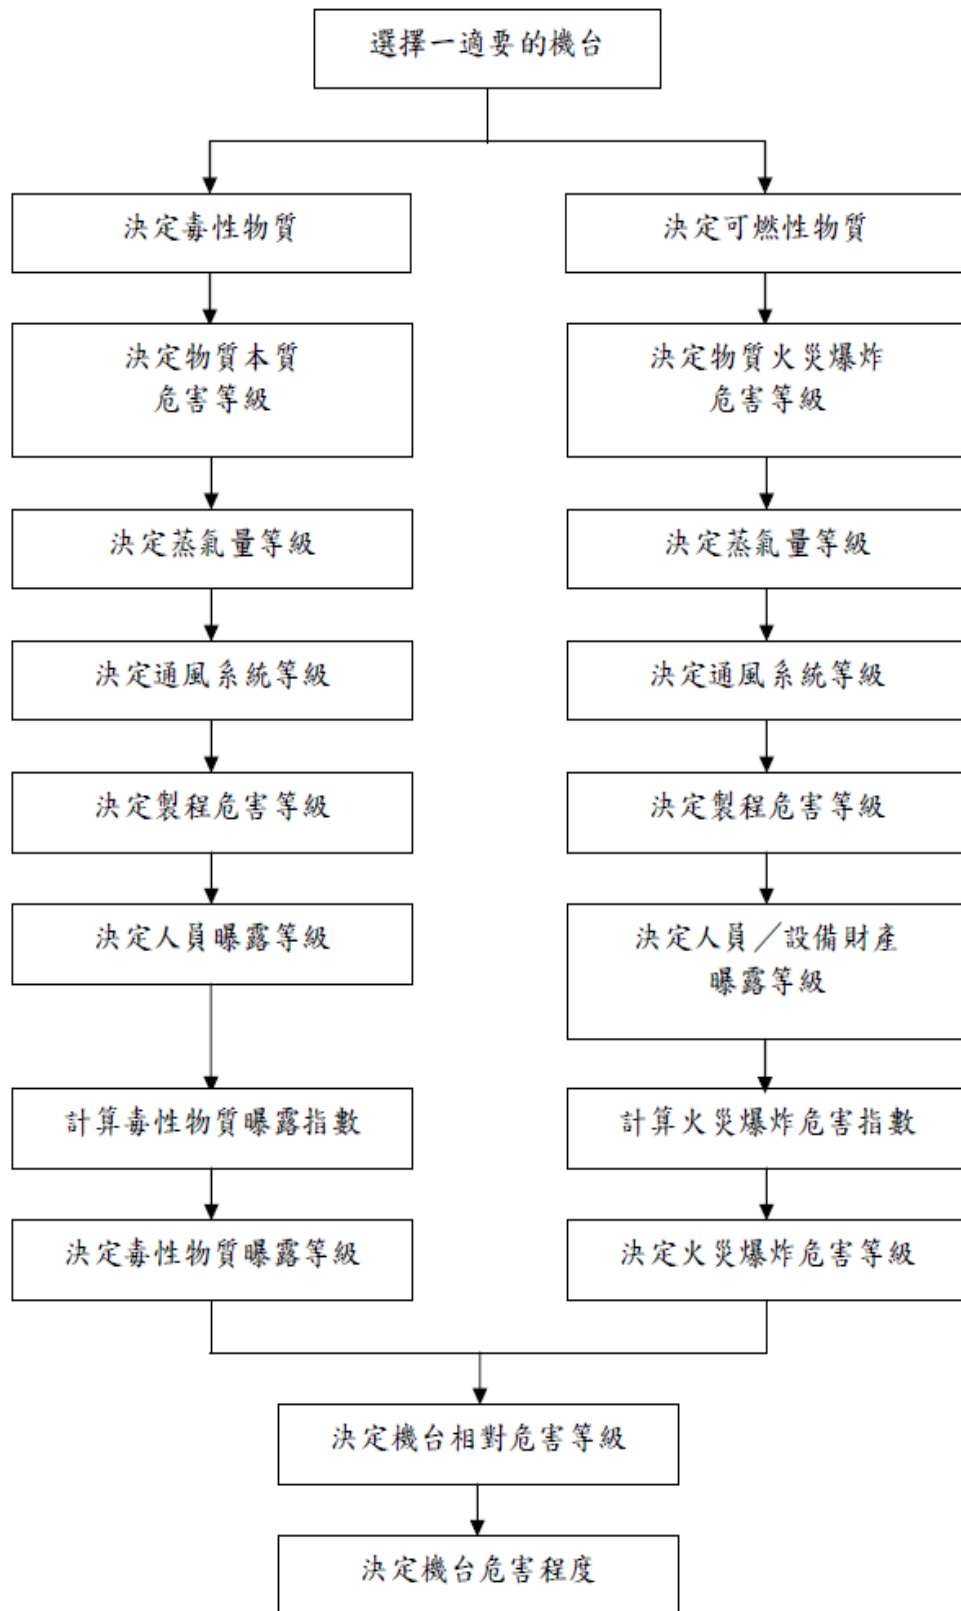 選擇一適要的機台
決定毒性物質
決定物質本質
危害等級
決定蒸氣量等級
決定通風系統等級
決定製程危害等級
決定人員曝露等級
計算毒性物質曝露指數
決定毒性物質曝露等級
決定可燃性物質
決定物質火災爆炸
危害等級
決定蒸氣量等級
決定通風系統等級
決定製程危害等級
決定人員／設備財產
曝露等級
計算火災爆炸危害指數
決定火災爆炸危害等級
決定機台相對危害等級
決定機台危害程度